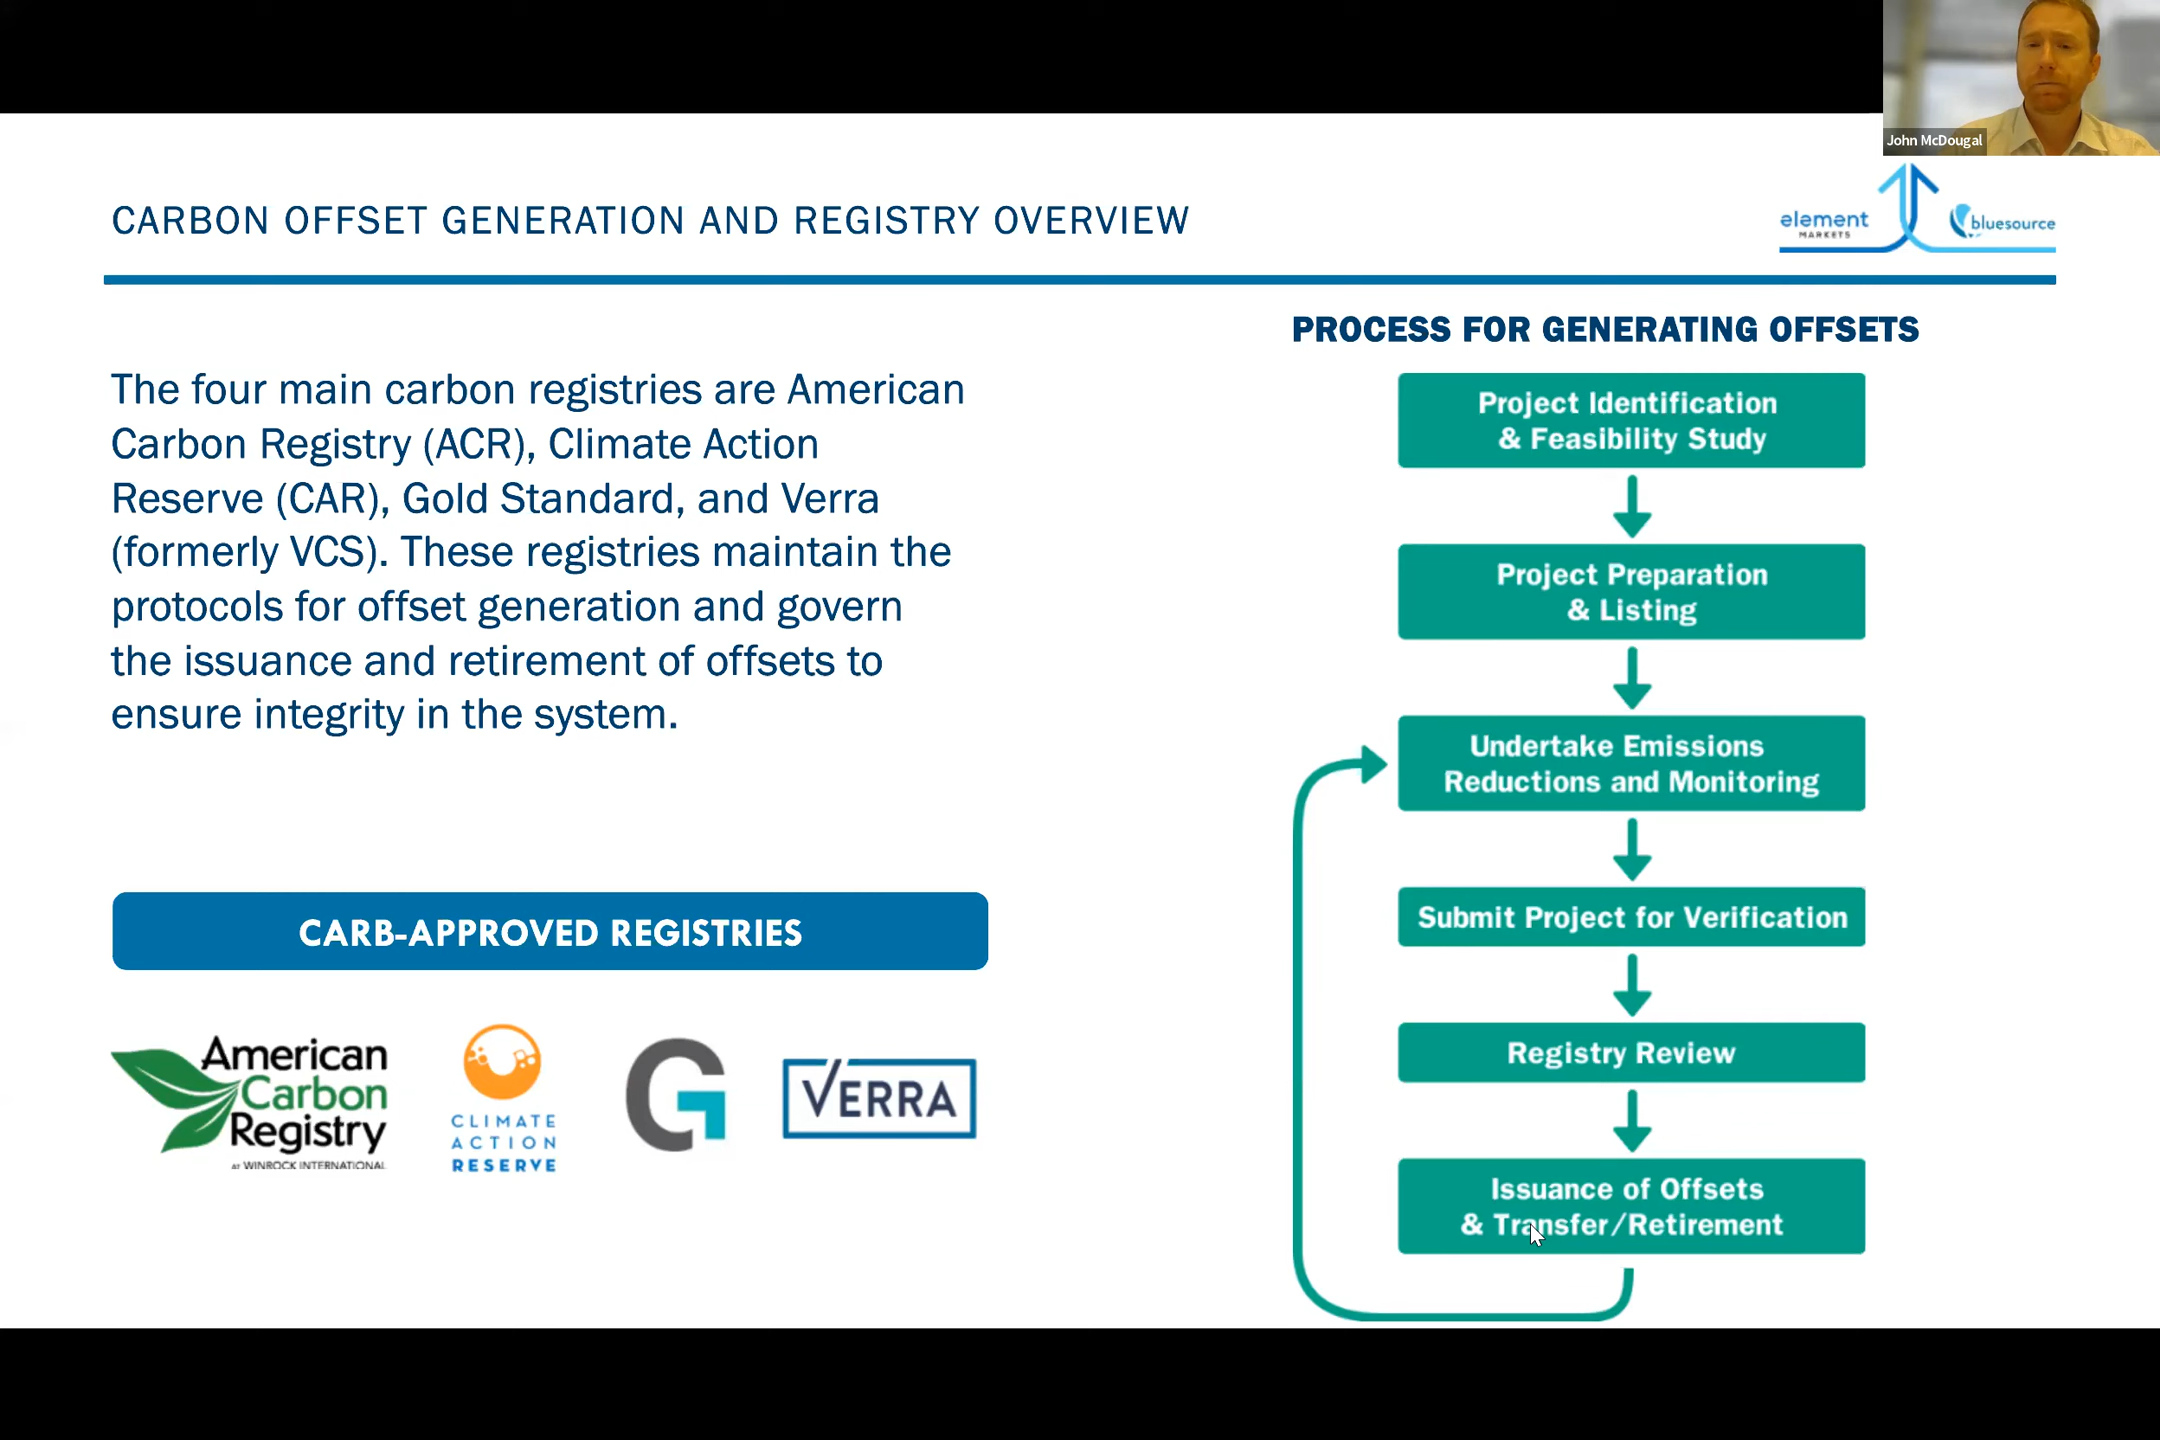 John McDougal
CARBON OFFSET GENERATION AND REGISTRY OVERVIEW
element
MARKETS
bluesource
The four main carbon registries are American
Carbon Registry (ACR), Climate Action
Reserve (CAR), Gold Standard, and Verra
(formerly VCS). These registries maintain the
protocols for offset generation and govern
the issuance and retirement of offsets to
ensure integrity in the system.
CARB-APPROVED REGISTRIES
American
Carbon
Registry
AT WINROCK INTERNATIONAL
CLIMATE
ACTION
RESERVE
G
VERRA
PROCESS FOR GENERATING OFFSETS
Project Identification
& Feasibility Study
Project Preparation
& Listing
Undertake Emissions
Reductions and Monitoring
Submit Project for Verification
Registry Review
Issuance of Offsets
& Transfer/Retirement